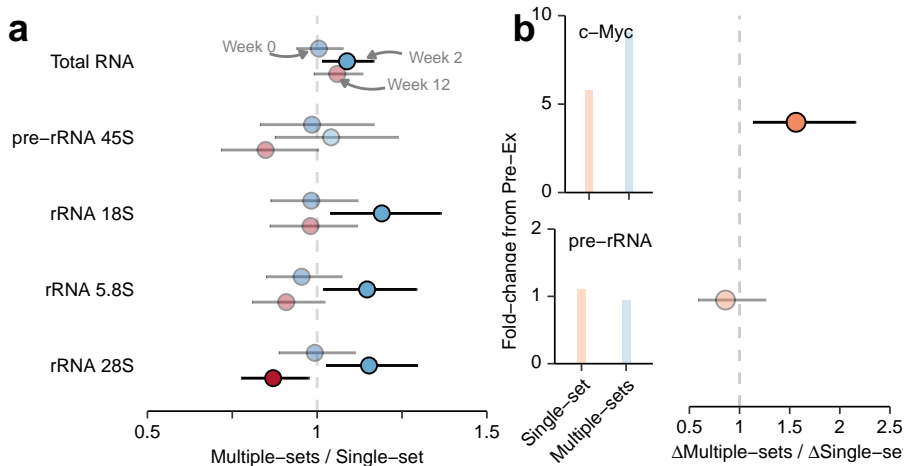 a
Week 0
Total RNA
Week 2
Week 12
pre-rRNA 45S
rRNA 18S
rRNA 5.8S
rRNA 28S
0.5
1
1.5
Multiple-sets / Single-set
b
Fold-change from Pre-Ex
10
c-Myc
5
0
2
pre-rRNA
1
0
Single-set
Multiple-sets
0.5
1
1.5
2
2.5
ΔMultiple-sets / ΔSingle-se